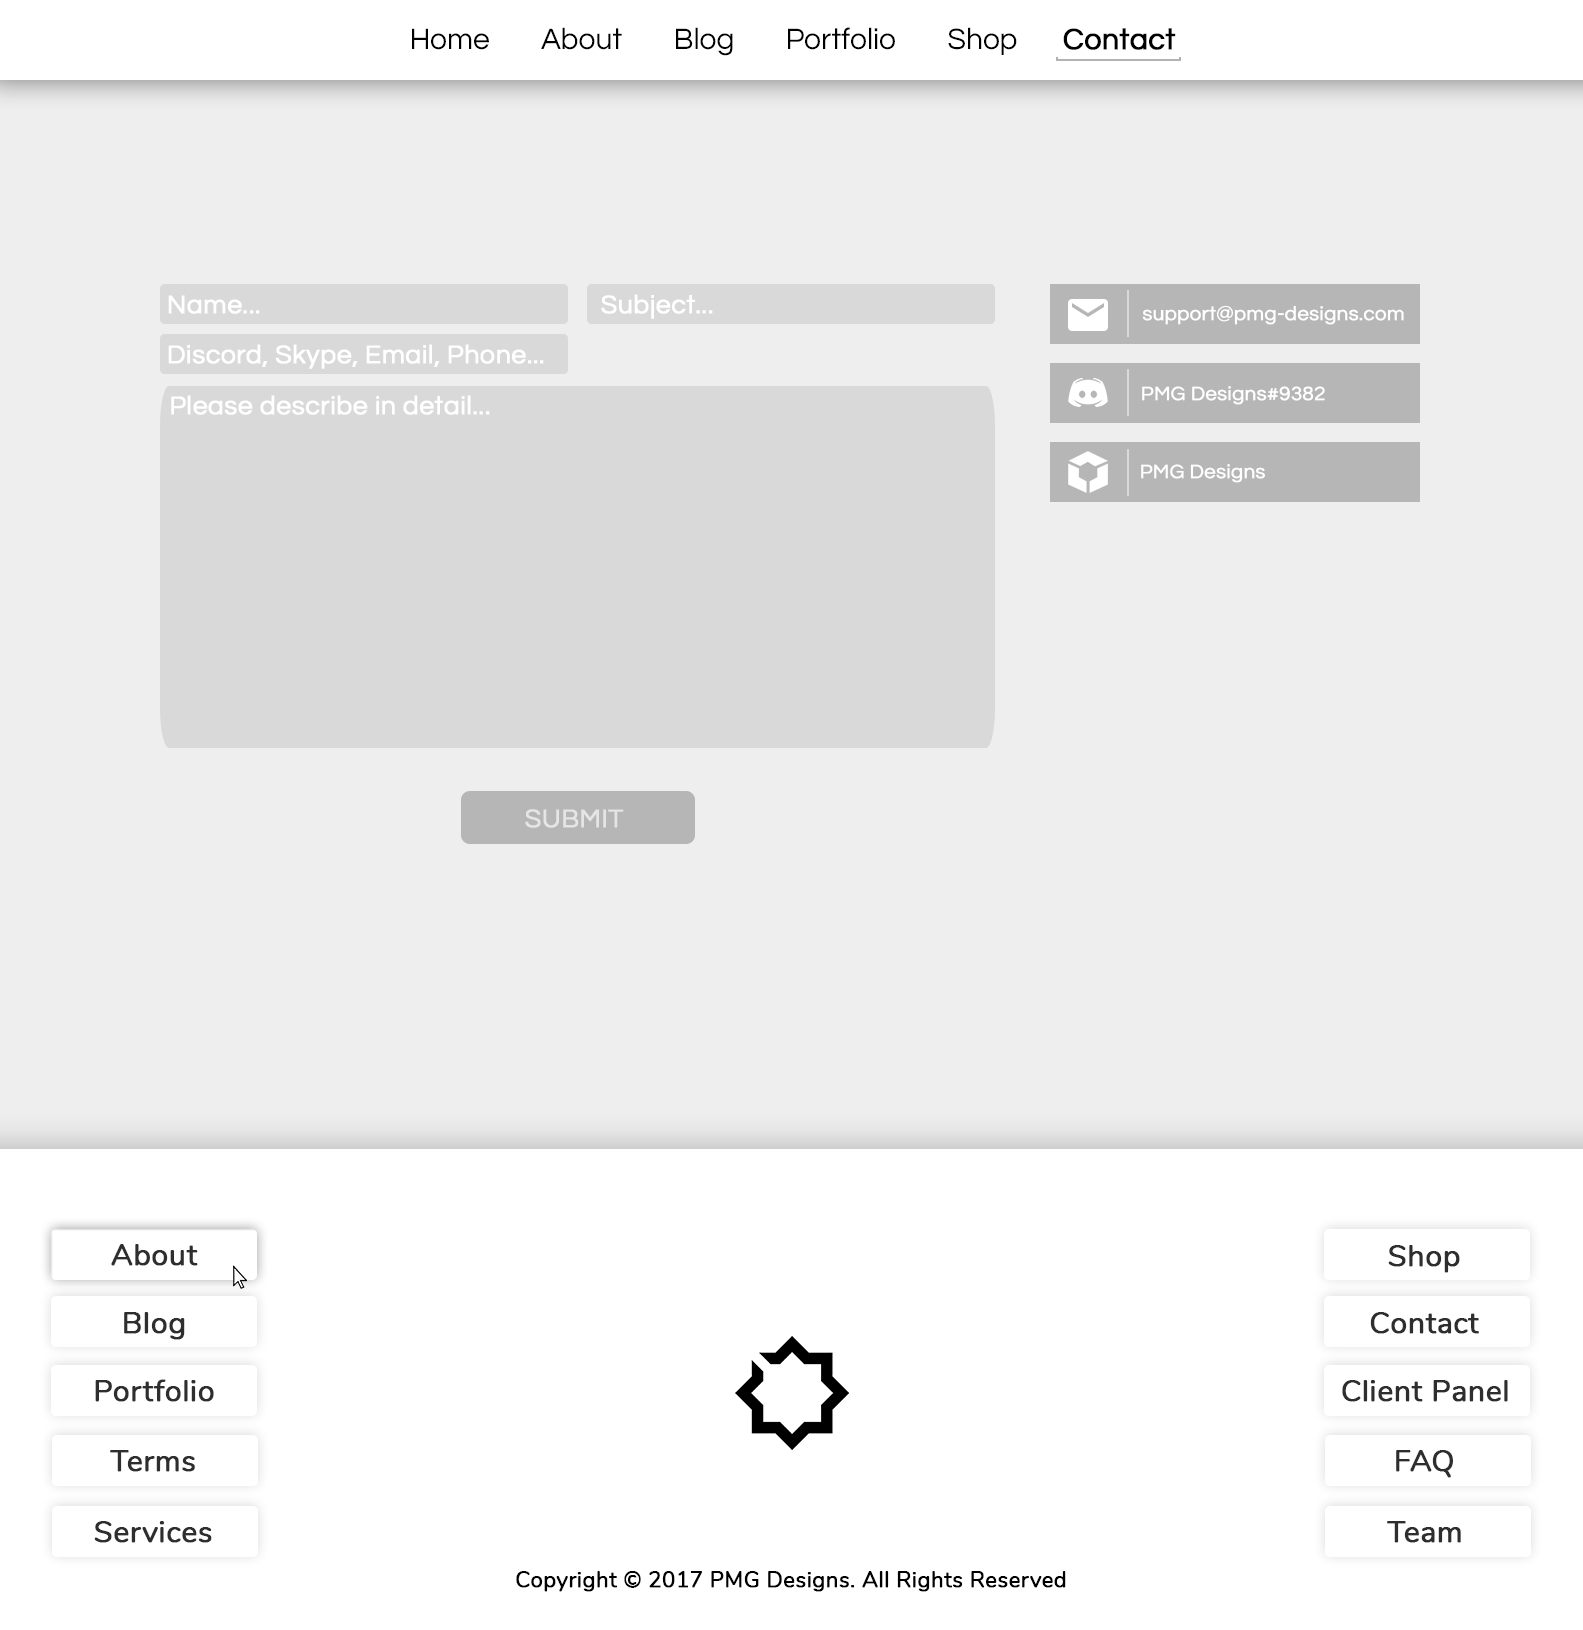 Home About Blog Portfolio Shop Contact
Name...
Subject...
Discord, Skype, Email, Phone...
Please describe in detail...
SUBMIT
support@pmg-designs.com
PMG Designs#9382
PMG Designs
About
Blog
Portfolio
Terms
Services
Shop
Contact
Client Panel
FAQ
Team
Copyright © 2017 PMG Designs. All Rights Reserved